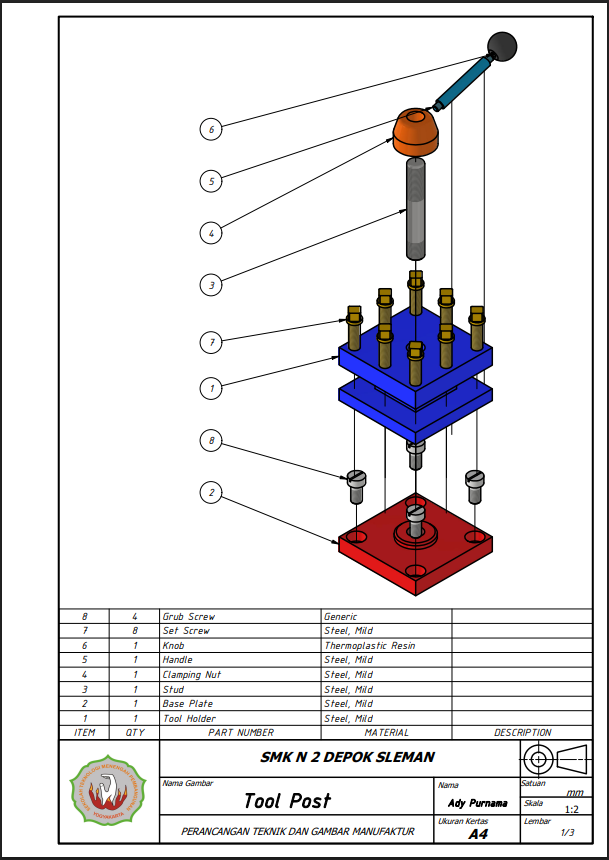 6
5
4
3
7
1
8
2
8 4 Grub Screw Generic
7 8 Set Screw Steel, Mild
6 1 Knob Thermoplastic Resin
5 1 Handle Steel, Mild
4 1 Clamping Nut Steel, Mild
3 1 Stud Steel, Mild
2 1 Base Plate Steel, Mild
1 1 Tool Holder Steel, Mild
ITEM QTY PART NUMBER MATERIAL DESCRIPTION
SMK N 2 DEPOK SLEMAN
Nama Gambar
Tool Post
Nama
Ady Purnama
Satuan
mm
Skala
1:2
PERANCANGAN TEKNIK DAN GAMBAR MANUFAKTUR
Ukuran Kertas
A4
Lembar
1/3
YOGYAKARTA